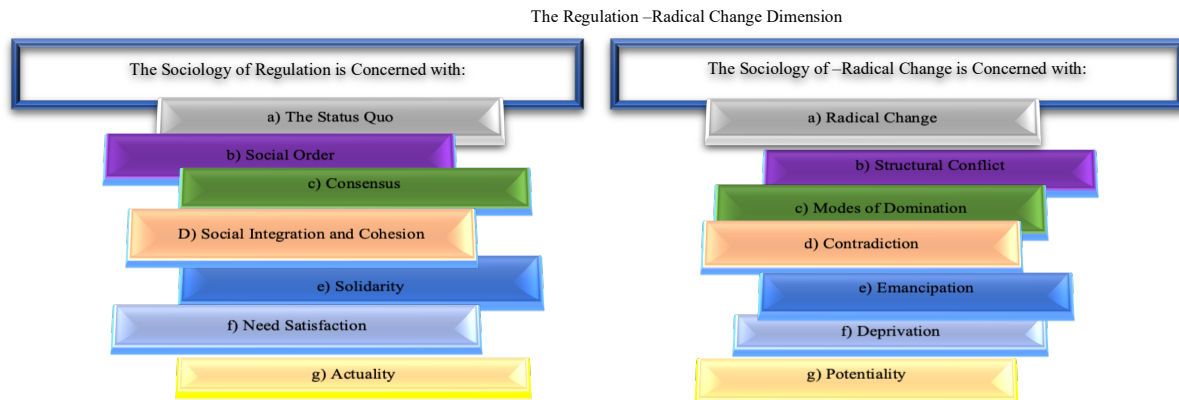 The Regulation –Radical Change Dimension
The Sociology of Regulation is Concerned with:
a) The Status Quo
b) Social Order
c) Consensus
D) Social Integration and Cohesion
e) Solidarity
f) Need Satisfaction
g) Actuality
The Sociology of –Radical Change is Concerned with:
a) Radical Change
b) Structural Conflict
c) Modes of Domination
d) Contradiction
e) Emancipation
f) Deprivation
g) Potentiality